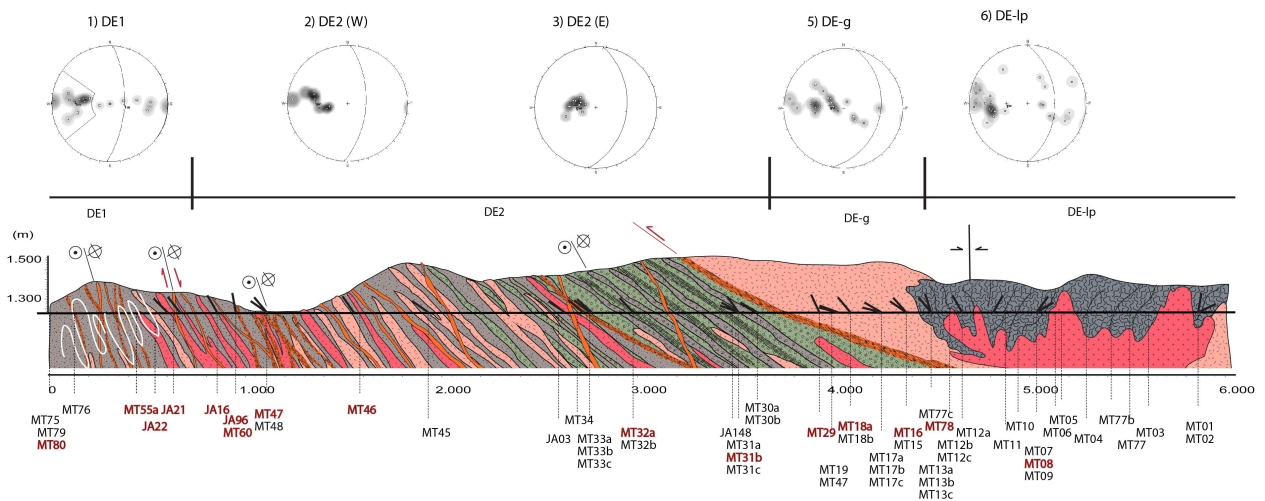 1) DE1
2) DE2 (W)
3) DE2 (E)
5) DE-g
6) DE-lp
DE1
DE2
DE-g
DE-lp
(m)
1.500
1.300
0
1.000
2.000
3.000
4.000
5.000
6.000
MT76
MT75
MT79
MT80
MT55a
JA21
JA22
JA16
JA96
MT60
MT47
MT48
MT46
MT45
MT34
JA03
MT33a
MT33b
MT33c
MT32a
MT32b
MT30a
MT30b
JA148
MT31a
MT31b
MT31c
MT29
MT18a
MT18b
MT19
MT47
MT16
MT15
MT17a
MT17b
MT17c
MT77c
MT78
MT12a
MT12b
MT12c
MT13a
MT13b
MT13c
MT10
MT11
MT05
MT06
MT07
MT08
MT09
MT04
MT77b
MT03
MT77
MT01
MT02